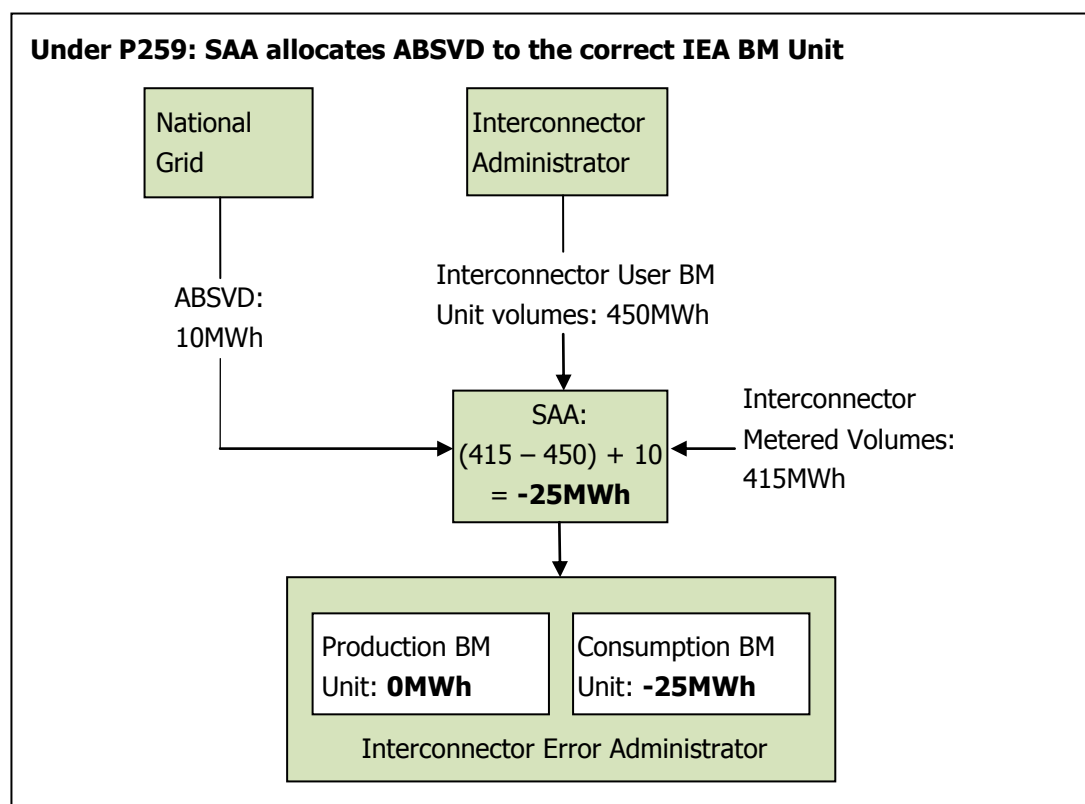 Under P259: SAA allocates ABSVD to the correct IEA BM Unit
National
Grid
Interconnector
Administrator
ABSVD:
10MWh
Interconnector User BM
Unit volumes: 450MWh
SAA:
(415 – 450) + 10
= -25MWh
Interconnector
Metered Volumes:
415MWh
Production BM
Unit: 0MWh
Consumption BM
Unit: -25MWh
Interconnector Error Administrator